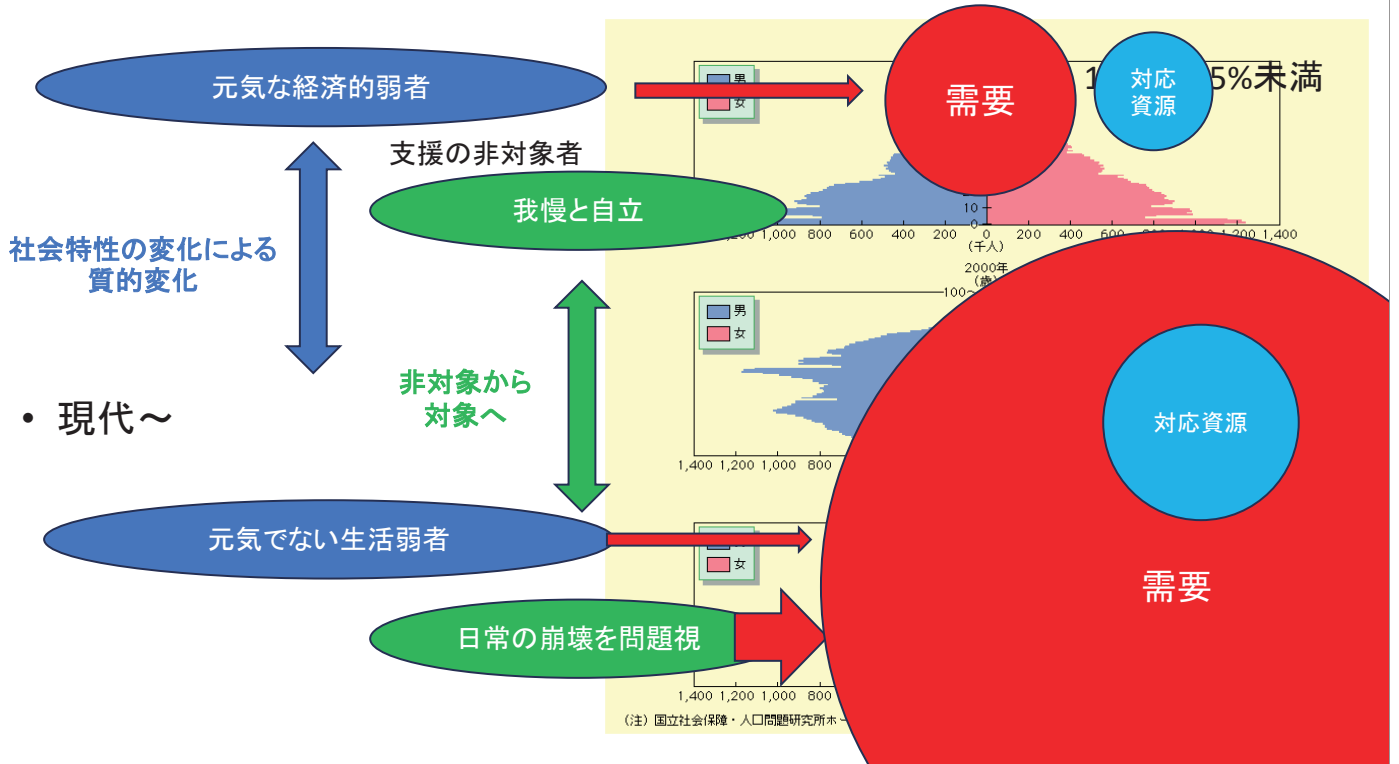 元気な経済的弱者
需要
対応
資源
5%未満
男
女
支援の非対象者
我慢と自立
10
0
1,000 800 600 400 200 0 200 400 600 800 1,200 1,400
(千人)
社会特性の変化による
質的変化
2000年
100～
男
女
非対象から
対象へ
• 現代～
対応資源
1,400 1,200 1,000 800
元気でない生活弱者
女
需要
日常の崩壊を問題視
1,400 1,200 1,000 800
（注）国立社会保障・人口問題研究所ホ